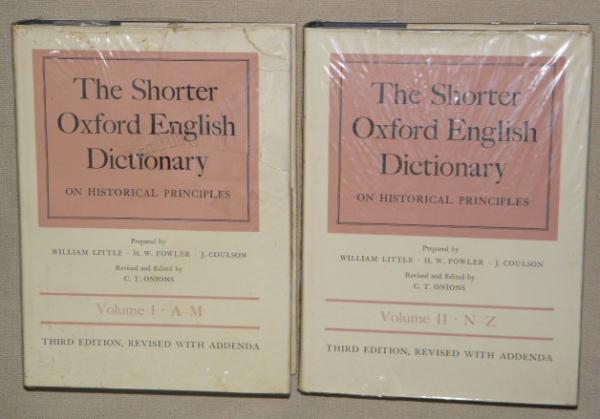 The Shorter
Oxford English
Dictionary
ON HISTORICAL PRINCIPLES
Prepared by
WILLIAM LITTLE · H. W. FOWLER · J. COULSON
Revised and Edited by
C. T. ONIONS
Volume I · A–M
THIRD EDITION, REVISED WITH ADDENDA
The Shorter
Oxford English
Dictionary
ON HISTORICAL PRINCIPLES
Prepared by
WILLIAM LITTLE · H. W. FOWLER · J. COULSON
Revised and Edited by
C. T. ONIONS
Volume II · N–Z
THIRD EDITION, REVISED WITH ADDENDA